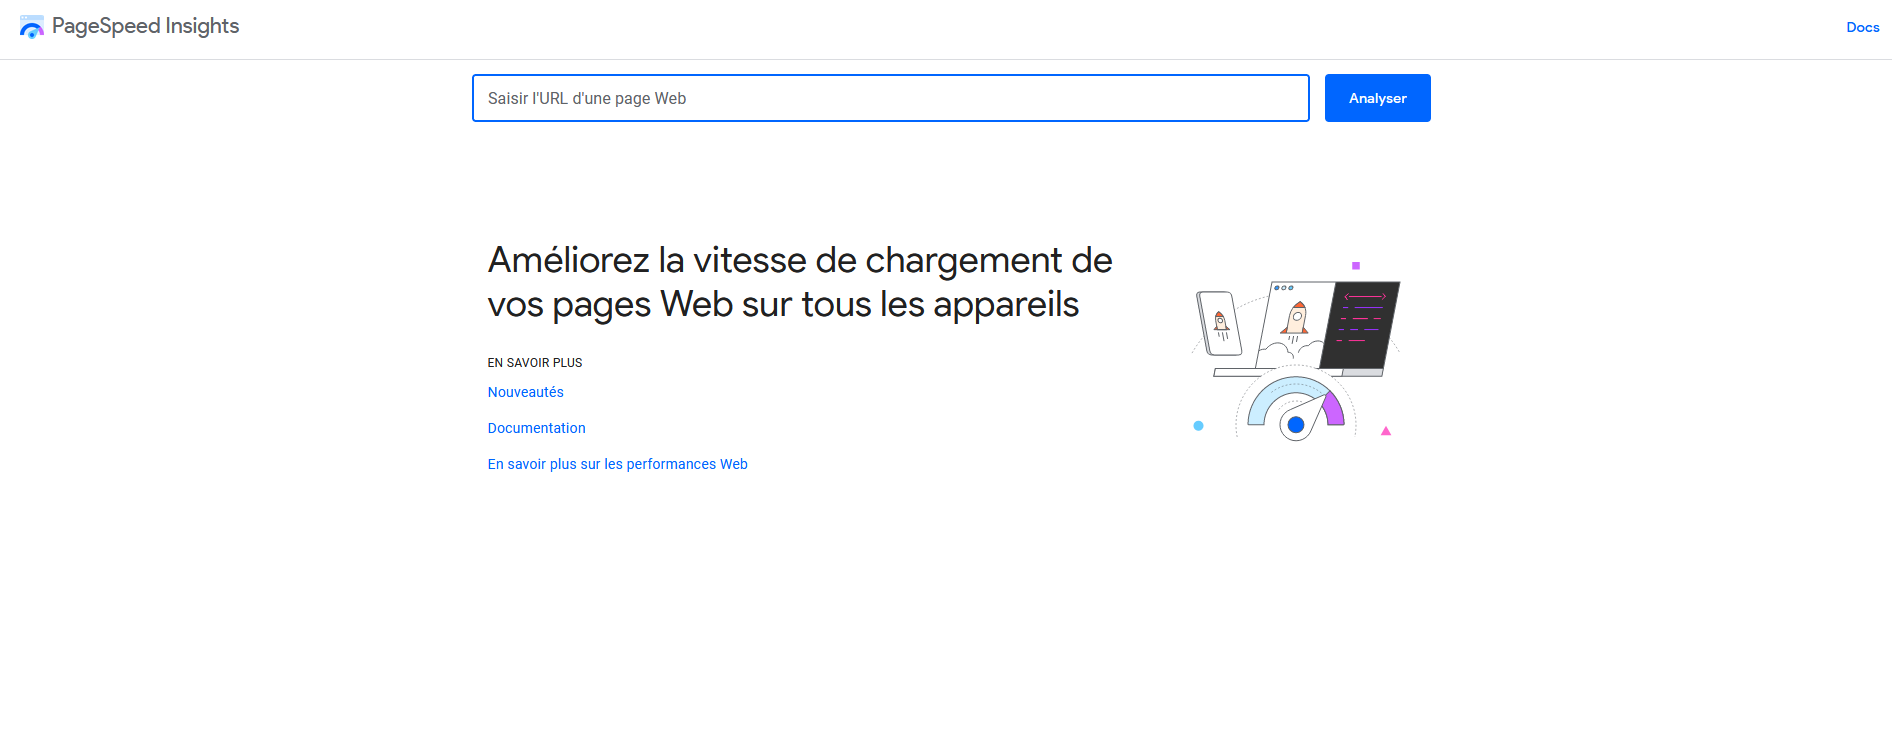 PageSpeed Insights
Docs
Saisir l'URL d'une page Web
Analyser
Améliorez la vitesse de chargement de
vos pages Web sur tous les appareils
EN SAVOIR PLUS
Nouveautés
Documentation
En savoir plus sur les performances Web